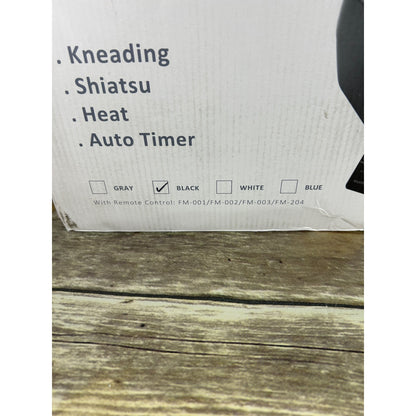 . Kneading
. Shiatsu
. Heat
. Auto Timer
GRAY BLACK WHITE BLUE
With Remote Control: FM-001/FM-002/FM-003/FM-204